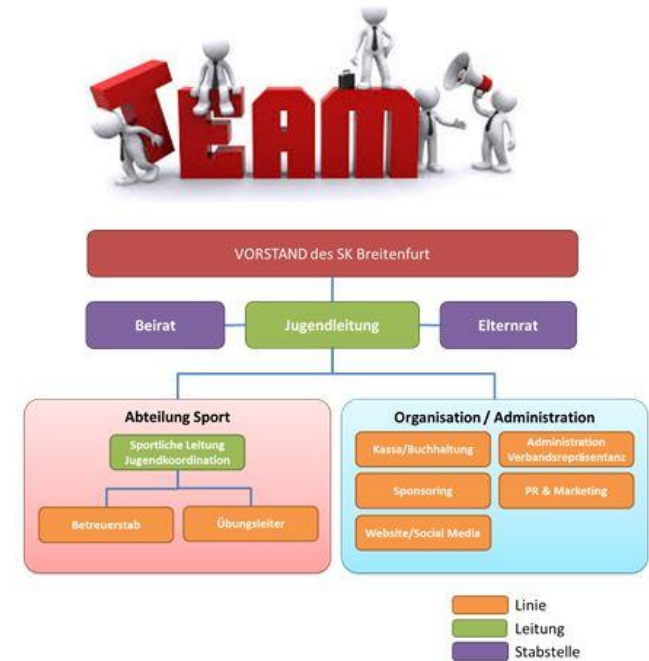 TEAM
VORSTAND des SK Breitenfurt
Beirat
Jugendleitung
Elternrat
Abteilung Sport
Sportliche Leitung
Jugendkoordination
Betreuerstab
Übungsleiter
Organisation / Administration
Kassa/Buchhaltung
Administration
Verbandsrepräsentanz
Sponsoring
PR & Marketing
Website/Social Media
Linie
Leitung
Stabstelle